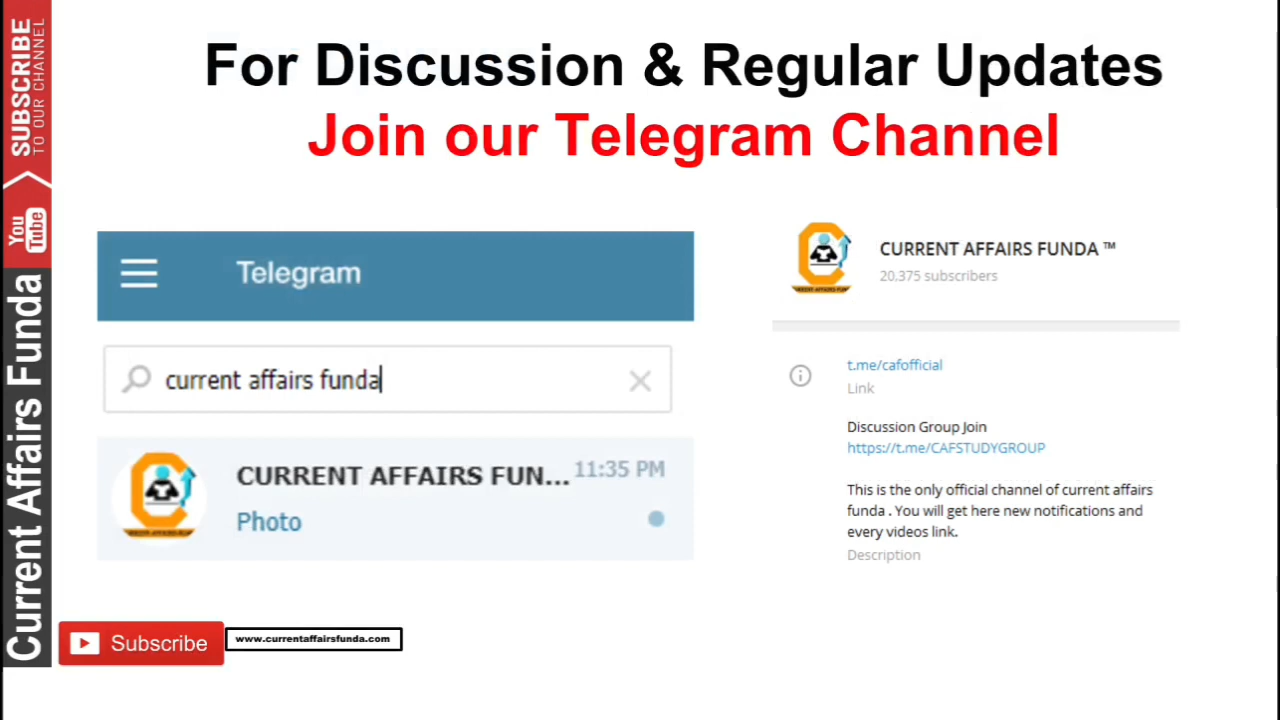 For Discussion & Regular Updates
Join our Telegram Channel
SUBSCRIBE
TO OUR CHANNEL
You
Tube
Current Affairs Funda
Telegram
current affairs funda
CURRENT AFFAIRS FUN... 11:35 PM
Photo
CURRENT AFFAIRS FUNDA ™
20,375 subscribers
t.me/cafofficial
Link
Discussion Group Join
https://t.me/CAFSTUDYGROUP
This is the only official channel of current affairs
funda . You will get here new notifications and
every videos link.
Description
Subscribe
www.currentaffairsfunda.com